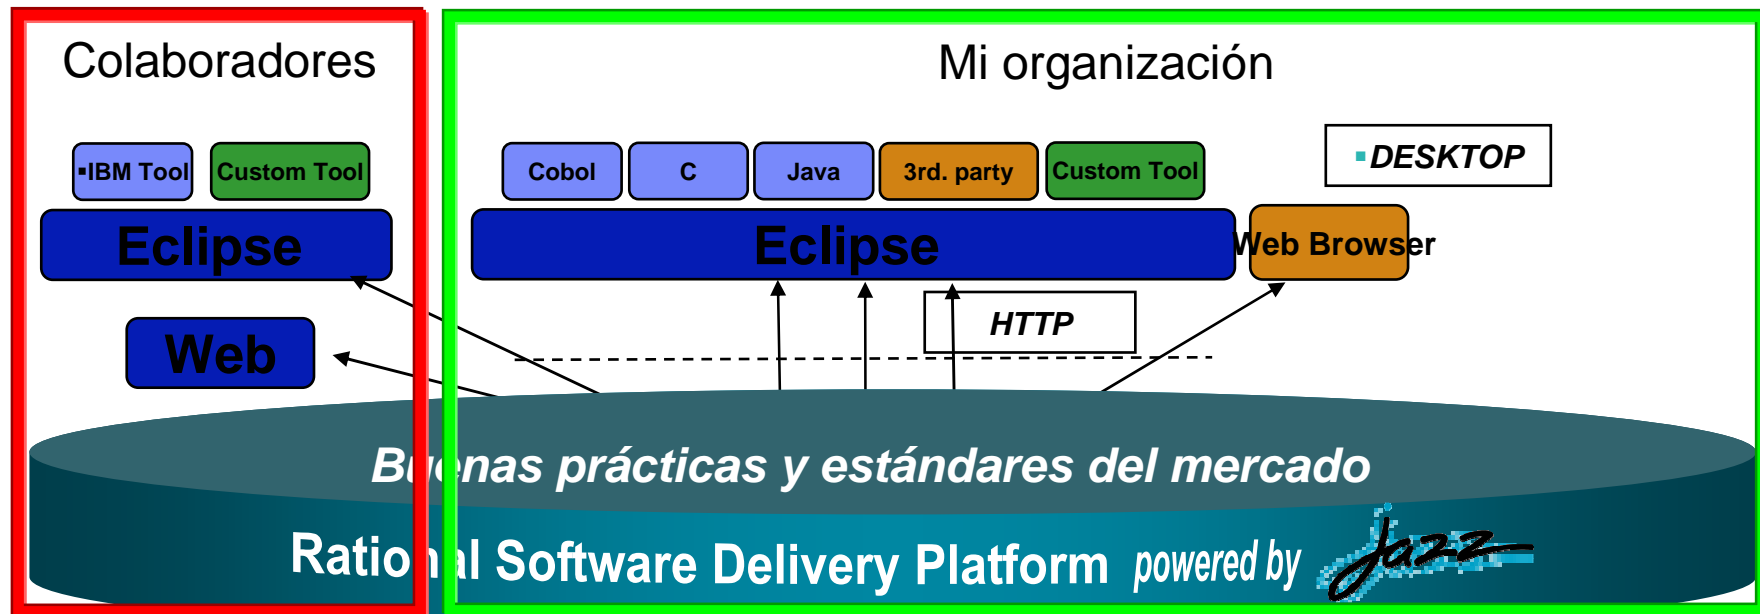 Colaboradores
Mi organización
▪IBM Tool
Custom Tool
Cobol
C
Java
3rd. party
Custom Tool
▪DESKTOP
Eclipse
Eclipse
Web Browser
HTTP
Web
Buenas prácticas y estándares del mercado
Rational Software Delivery Platform powered by jazz